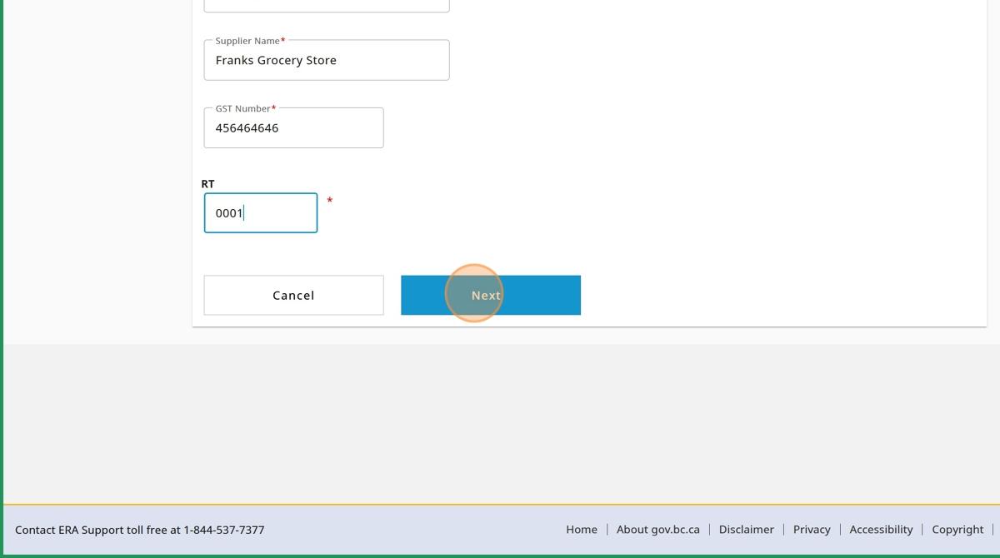 Supplier Name*
Franks Grocery Store
GST Number*
456464646
RT
0001
*
Cancel
Next
Contact ERA Support toll free at 1-844-537-7377
Home | About gov.bc.ca | Disclaimer | Privacy | Accessibility | Copyright |